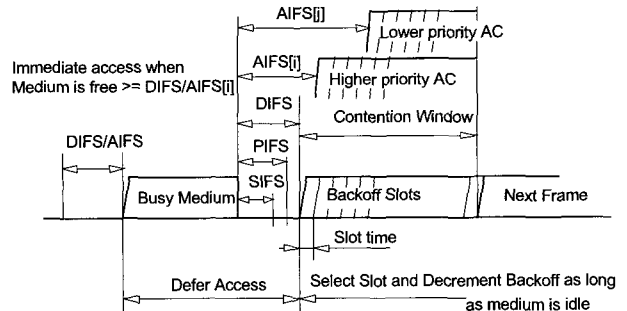 AIFS[j]
Lower priority AC
Immediate access when
Medium is free >= DIFS/AIFS[i]
AIFS[i]
Higher priority AC
DIFS
Contention Window
DIFS/AIFS
PIFS
SIFS
Busy Medium
Backoff Slots
Next Frame
Slot time
Defer Access
Select Slot and Decrement Backoff as long
as medium is idle